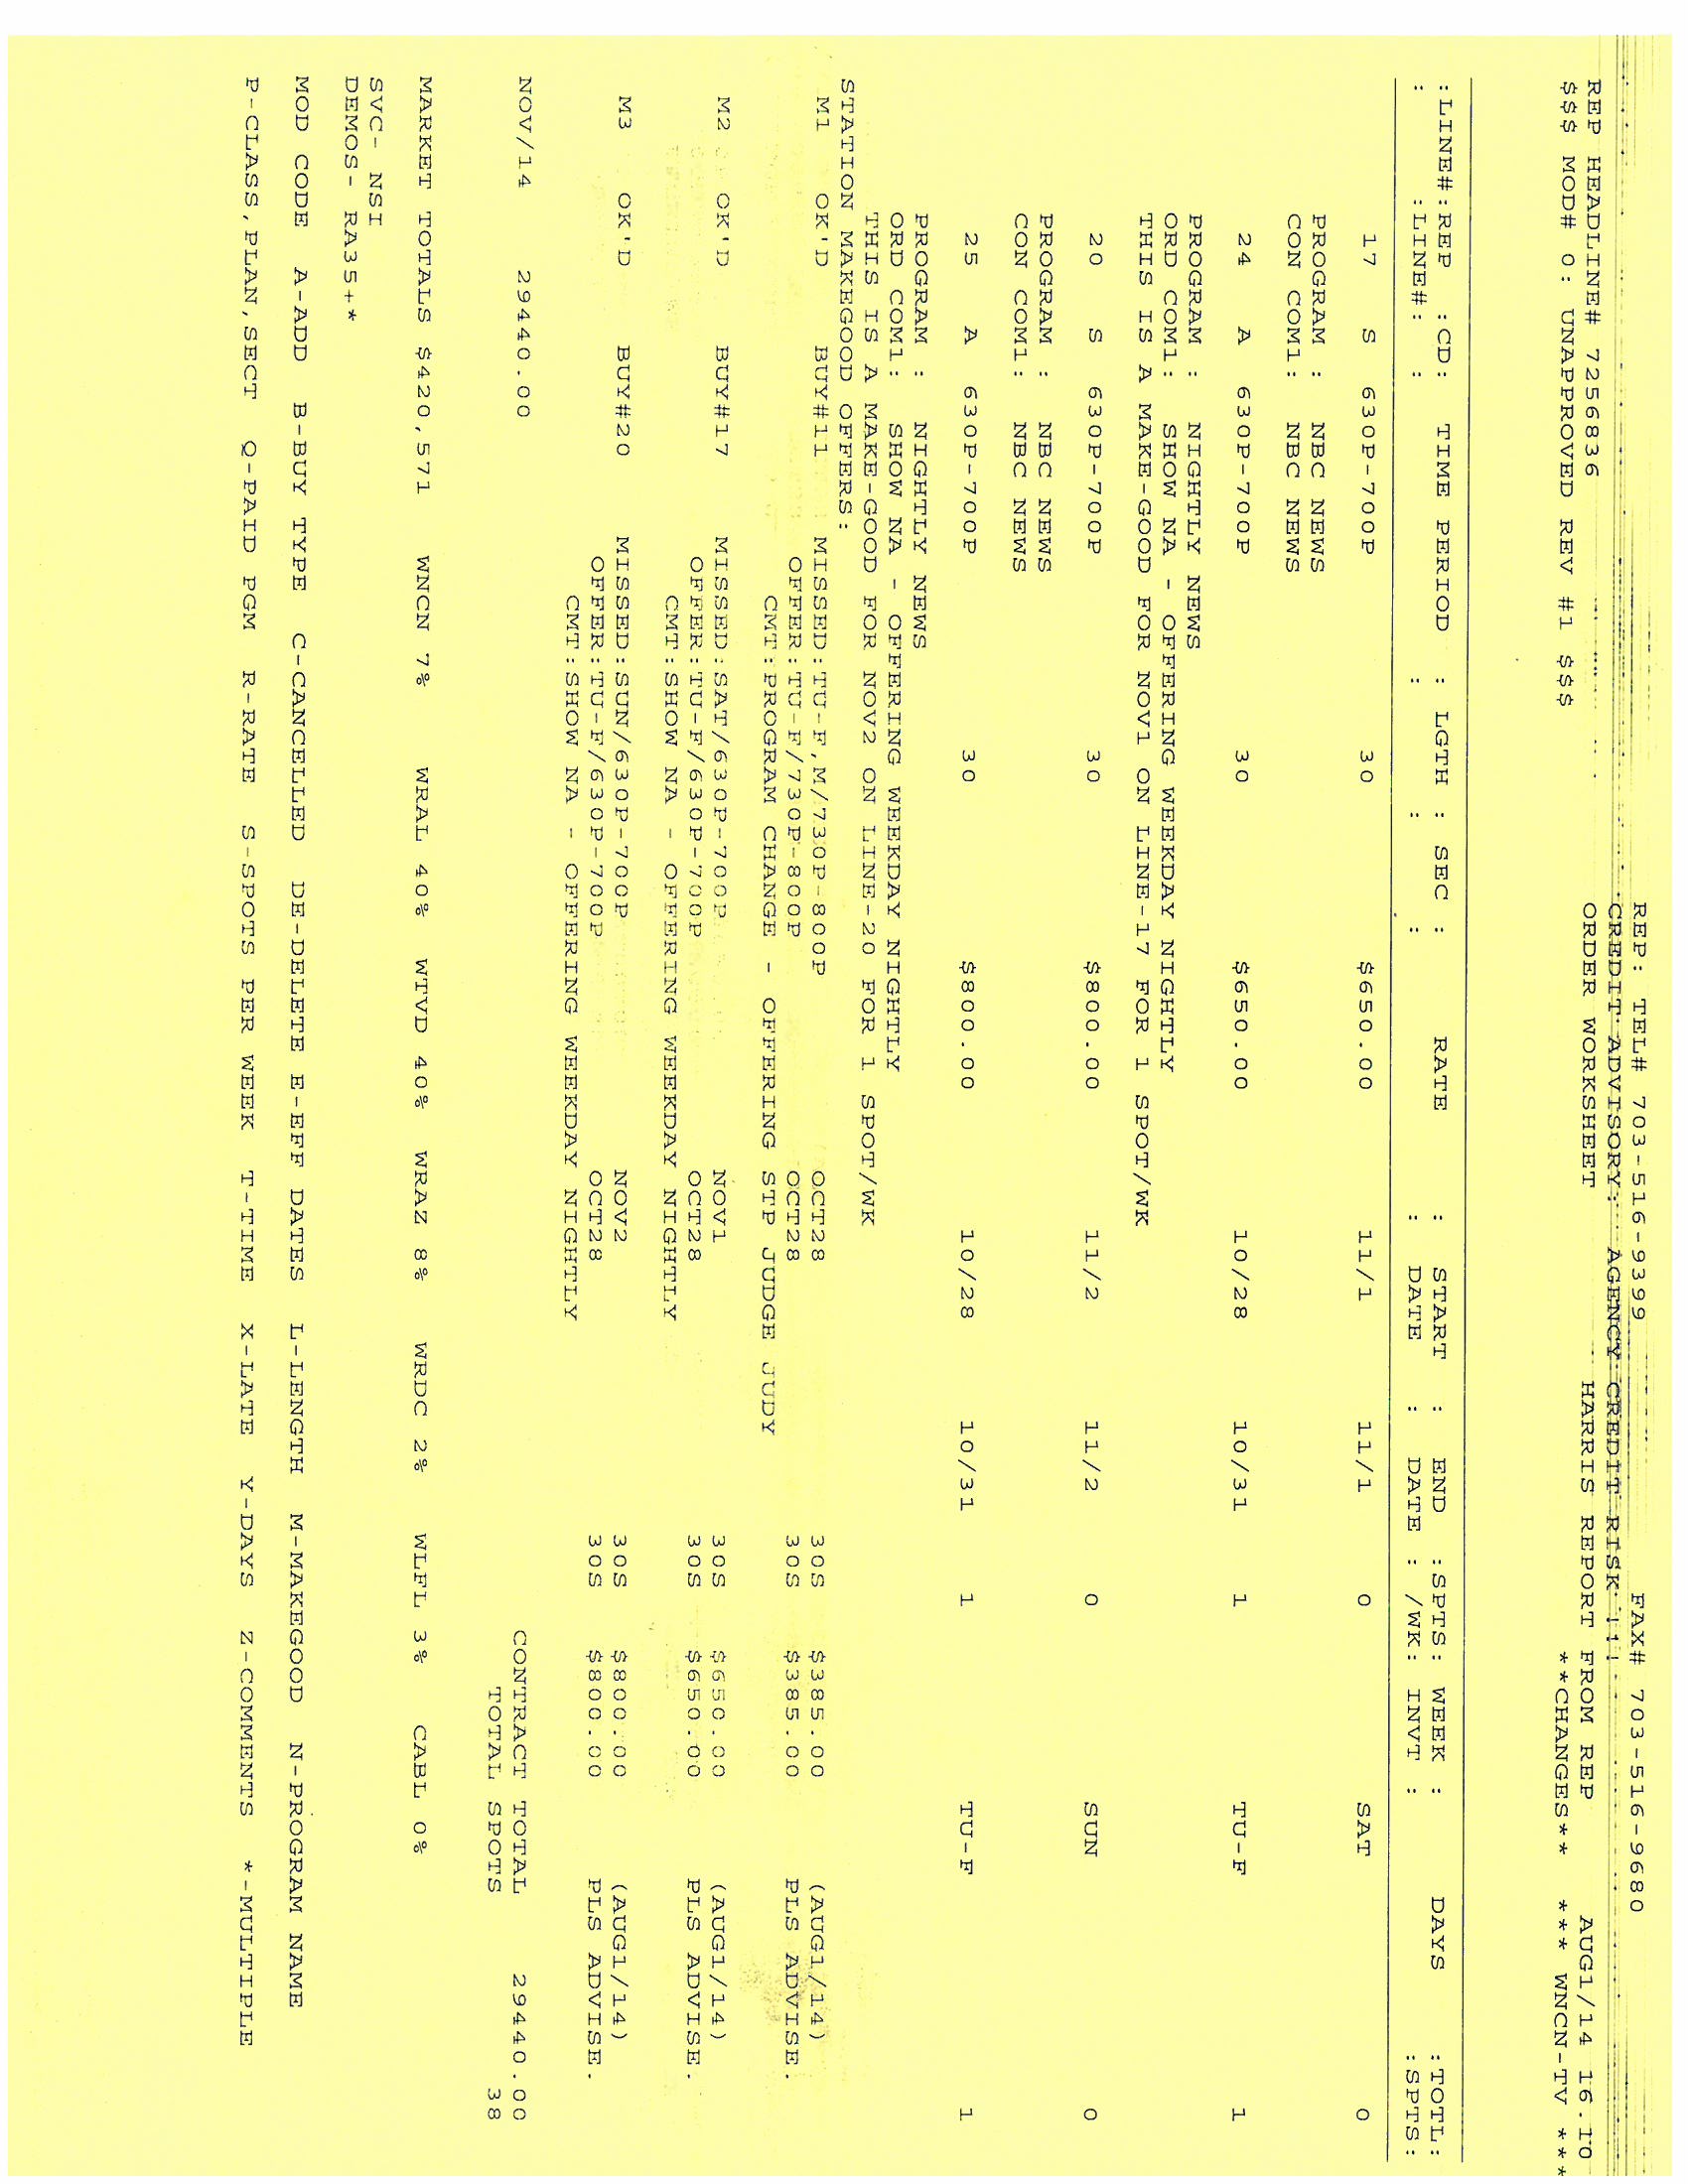 REP: TEL# 703-516-9399 FAX# 703-516-9680
CREDIT ADVISORY: AGENCY CREDIT RISK !!!
ORDER WORKSHEET HARRIS REPORT FROM REP AUG1/14 16.10
REP HEADLINE# 7256836 **CHANGES** *** WNCN-TV ***
$$$ MOD# 0: UNAPPROVED REV #1 $$$
:LINE#:REP :CD: TIME PERIOD : LGTH : SEC : RATE : START : END :SPTS: WEEK : DAYS :TOTL:
: :LINE#: : : : : : DATE : DATE : /WK: INVT : :SPTS:
17 S 630P-700P 30 $650.00 11/1 11/1 0 SAT 0
PROGRAM : NBC NEWS
CON COM1: NBC NEWS
24 A 630P-700P 30 $650.00 10/28 10/31 1 TU-F 1
PROGRAM : NIGHTLY NEWS
ORD COM1: SHOW NA - OFFERING WEEKDAY NIGHTLY
THIS IS A MAKE-GOOD FOR NOV1 ON LINE-17 FOR 1 SPOT/WK
20 S 630P-700P 30 $800.00 11/2 11/2 0 SUN 0
PROGRAM : NBC NEWS
CON COM1: NBC NEWS
25 A 630P-700P 30 $800.00 10/28 10/31 1 TU-F 1
PROGRAM : NIGHTLY NEWS
ORD COM1: SHOW NA - OFFERING WEEKDAY NIGHTLY
THIS IS A MAKE-GOOD FOR NOV2 ON LINE-20 FOR 1 SPOT/WK
STATION MAKEGOOD OFFERS:
M1 OK'D BUY#11 MISSED:TU-F,M/730P-800P OCT28 30S $385.00 (AUG1/14)
OFFER:TU-F/730P-800P OCT28 30S $385.00 PLS ADVISE.
CMT:PROGRAM CHANGE - OFFERING STP JUDGE JUDY
M2 OK'D BUY#17 MISSED:SAT/630P-700P NOV1 30S $650.00 (AUG1/14)
OFFER:TU-F/630P-700P OCT28 30S $650.00 PLS ADVISE.
CMT:SHOW NA - OFFERING WEEKDAY NIGHTLY
M3 OK'D BUY#20 MISSED:SUN/630P-700P NOV2 30S $800.00 (AUG1/14)
OFFER:TU-F/630P-700P OCT28 30S $800.00 PLS ADVISE.
CMT:SHOW NA - OFFERING WEEKDAY NIGHTLY
NOV/14 29440.00 CONTRACT TOTAL 29440.00
TOTAL SPOTS 38
MARKET TOTALS $420,571 WNCN 7% WRAL 40% WTVD 40% WRAZ 8% WRDC 2% WLFL 3% CABL 0%
SVC- NSI
DEMOS- RA35+*
MOD CODE A-ADD B-BUY TYPE C-CANCELLED DE-DELETE E-EFF DATES L-LENGTH M-MAKEGOOD N-PROGRAM NAME
P-CLASS,PLAN,SECT Q-PAID PGM R-RATE S-SPOTS PER WEEK T-TIME X-LATE Y-DAYS Z-COMMENTS *-MULTIPLE